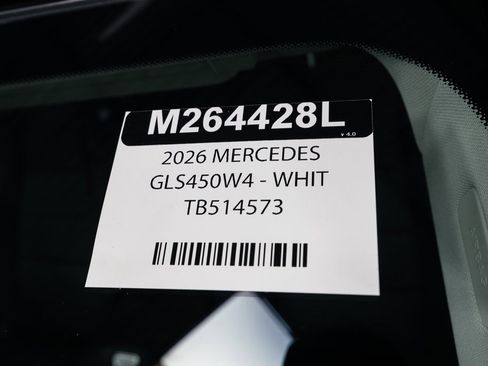 M264428L
v 4.0
2026 MERCEDES
GLS450W4 - WHIT
TB514573